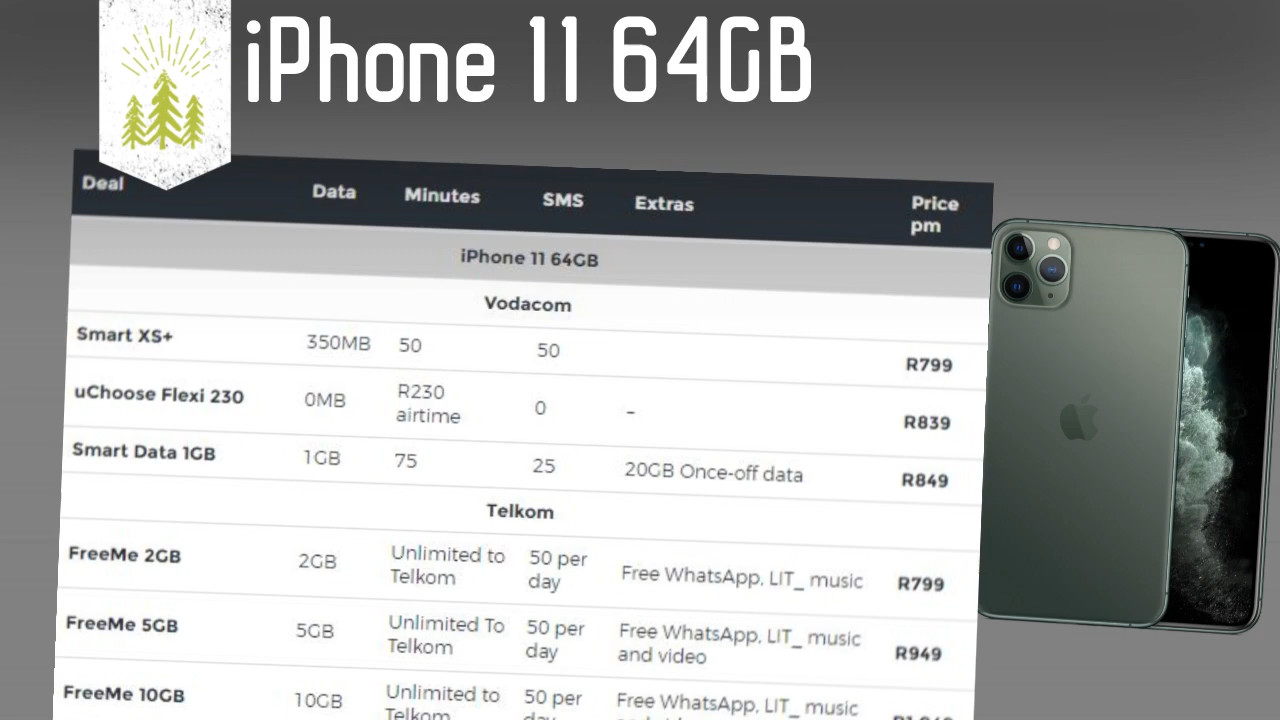 iPhone 11 64GB
Deal Data Minutes SMS Extras Price pm
iPhone 11 64GB
Vodacom
Smart XS+ 350MB 50 50 R799
uChoose Flexi 230 0MB R230 airtime 0 – R839
Smart Data 1GB 1GB 75 25 20GB Once-off data R849
Telkom
FreeMe 2GB 2GB Unlimited to Telkom 50 per day Free WhatsApp, LIT_ music R799
FreeMe 5GB 5GB Unlimited To Telkom 50 per day Free WhatsApp, LIT_ music and video R949
FreeMe 10GB 10GB Unlimited to Telkom 50 per Free WhatsApp, LIT_ music